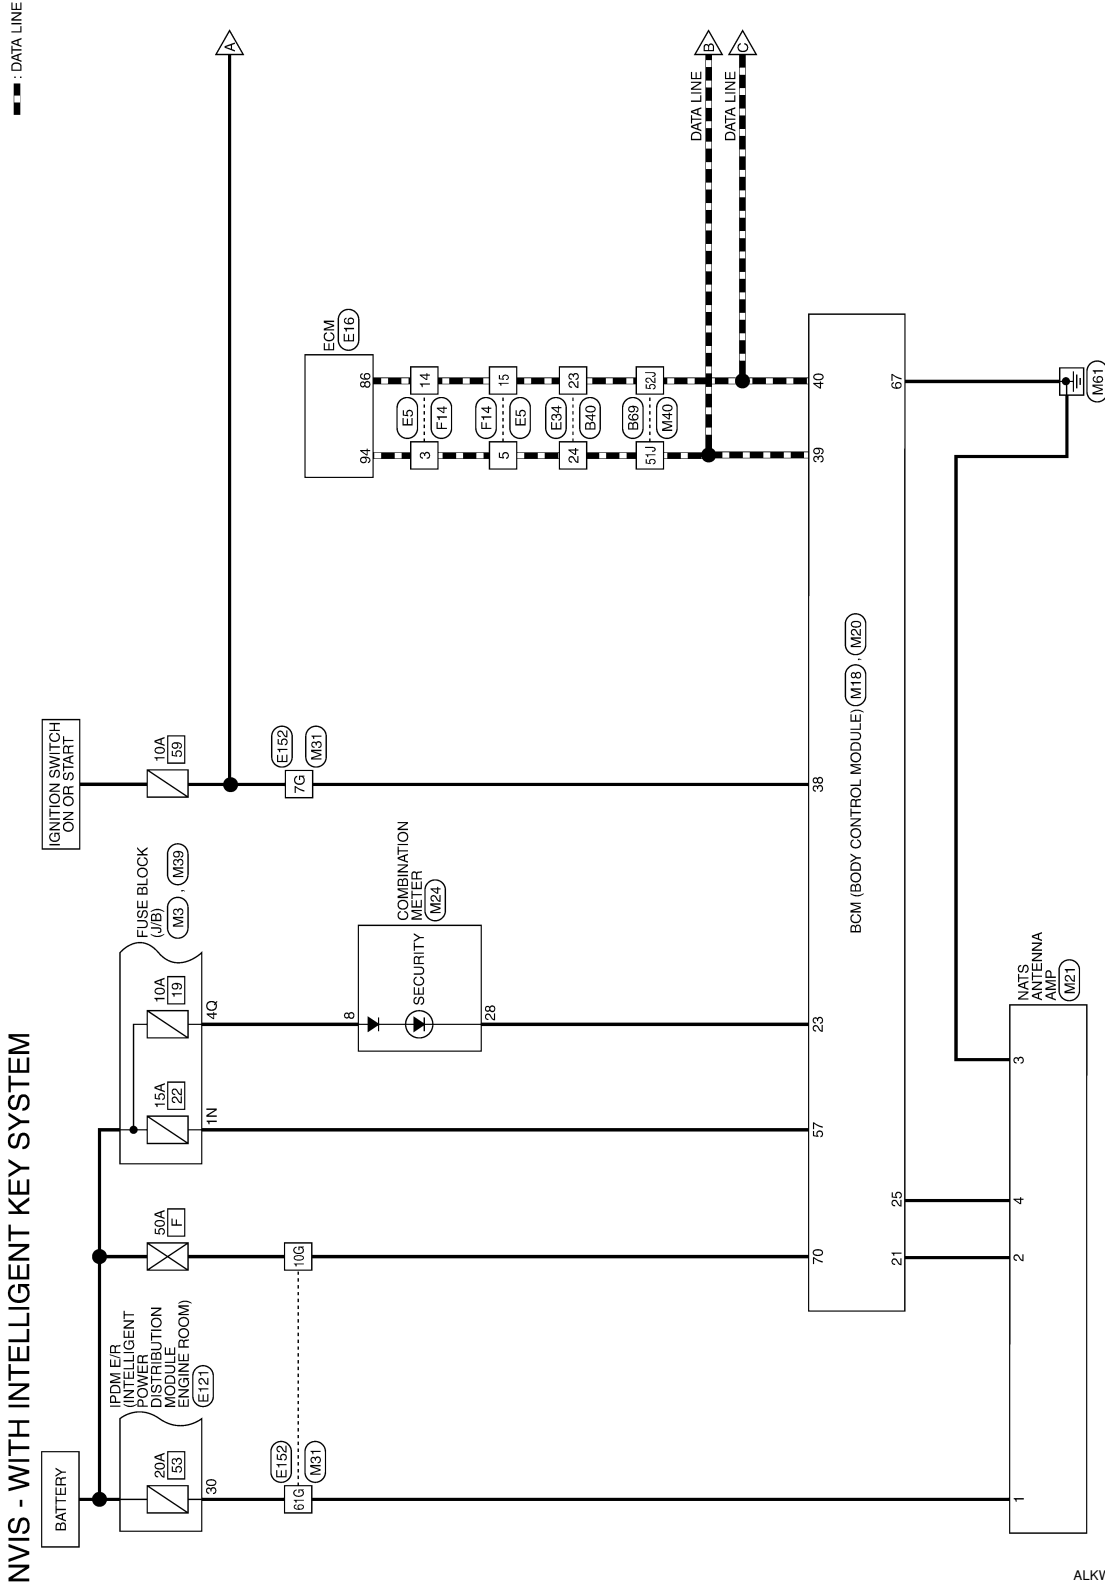 NVIS - WITH INTELLIGENT KEY SYSTEM
: DATA LINE
BATTERY
IPDM E/R
(INTELLIGENT
POWER
DISTRIBUTION
MODULE
ENGINE ROOM)
E121
20A
53
30
50A
F
FUSE BLOCK
(J/B)
M3 , M39
15A
22
1N
10A
19
4Q
IGNITION SWITCH
ON OR START
10A
59
A
E152
M31
61G
10G
E152
M31
7G
COMBINATION
METER
M24
8
SECURITY
28
ECM
E16
94
86
3
E5
F14
14
5
F14
E5
15
24
E34
B40
23
51J
B69
M40
52J
DATA LINE
B
DATA LINE
C
70
57
23
38
39
40
BCM (BODY CONTROL MODULE) M18 , M20
21
25
67
1
2
4
3
NATS
ANTENNA
AMP
M21
M61
ALKW